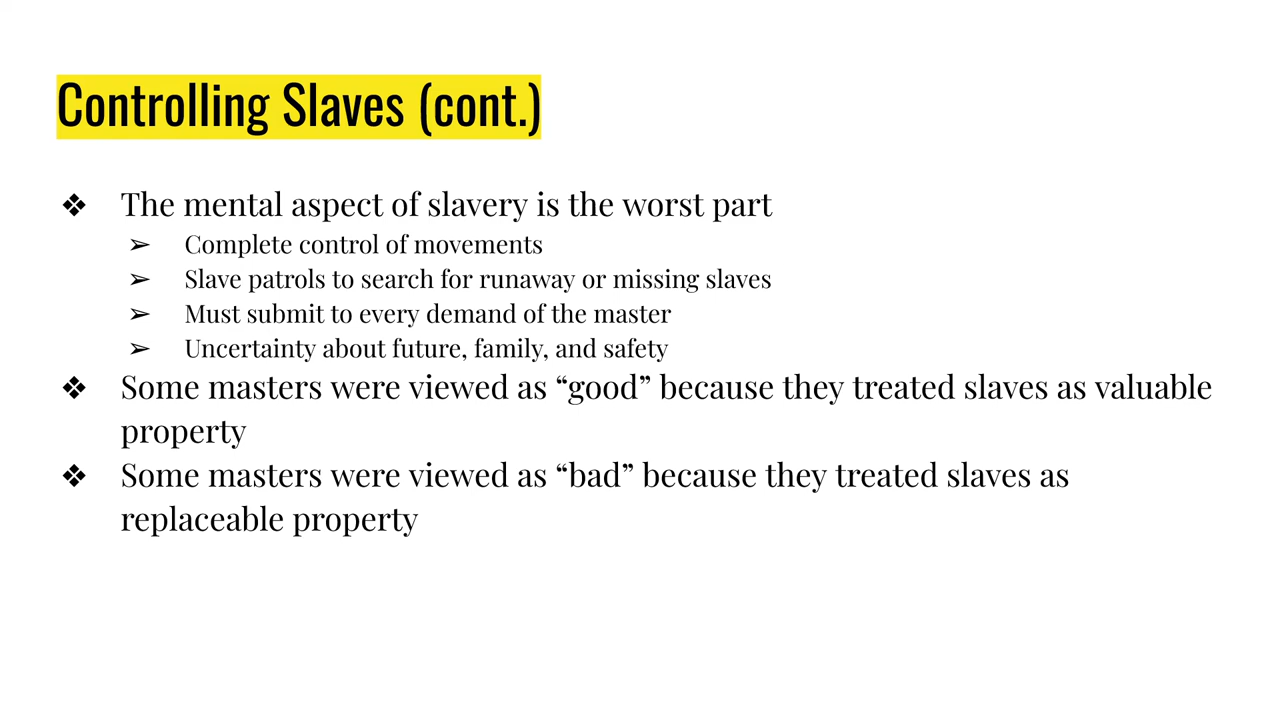 Controlling Slaves (cont.)
❖ The mental aspect of slavery is the worst part
➢ Complete control of movements
➢ Slave patrols to search for runaway or missing slaves
➢ Must submit to every demand of the master
➢ Uncertainty about future, family, and safety
❖ Some masters were viewed as “good” because they treated slaves as valuable
property
❖ Some masters were viewed as “bad” because they treated slaves as
replaceable property